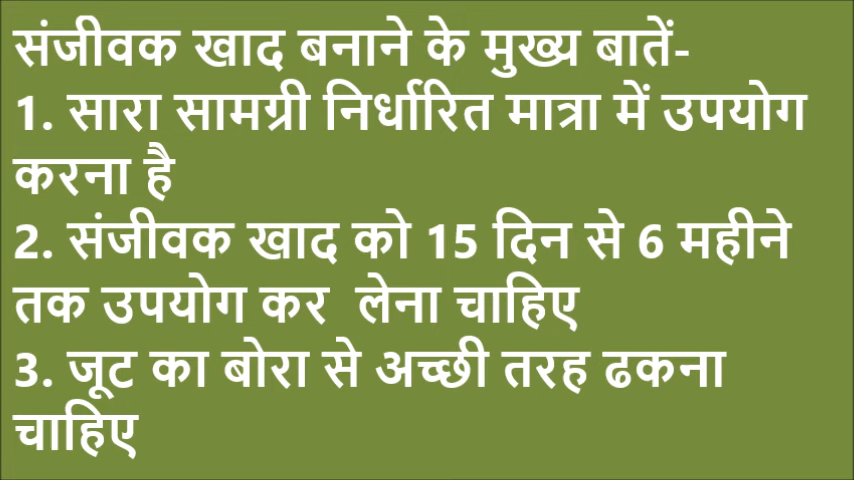 संजीवक खाद बनाने के मुख्य बातें-
1. सारा सामग्री निर्धारित मात्रा में उपयोग
करना है
2. संजीवक खाद को 15 दिन से 6 महीने
तक उपयोग कर लेना चाहिए
3. जूट का बोरा से अच्छी तरह ढकना
चाहिए